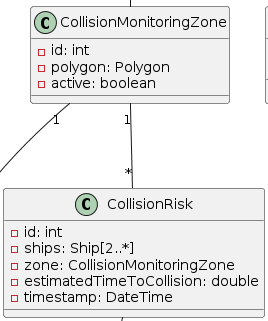 C CollisionMonitoringZone
id: int
polygon: Polygon
active: boolean
1 1
*
C CollisionRisk
id: int
ships: Ship[2..*]
zone: CollisionMonitoringZone
estimatedTimeToCollision: double
timestamp: DateTime